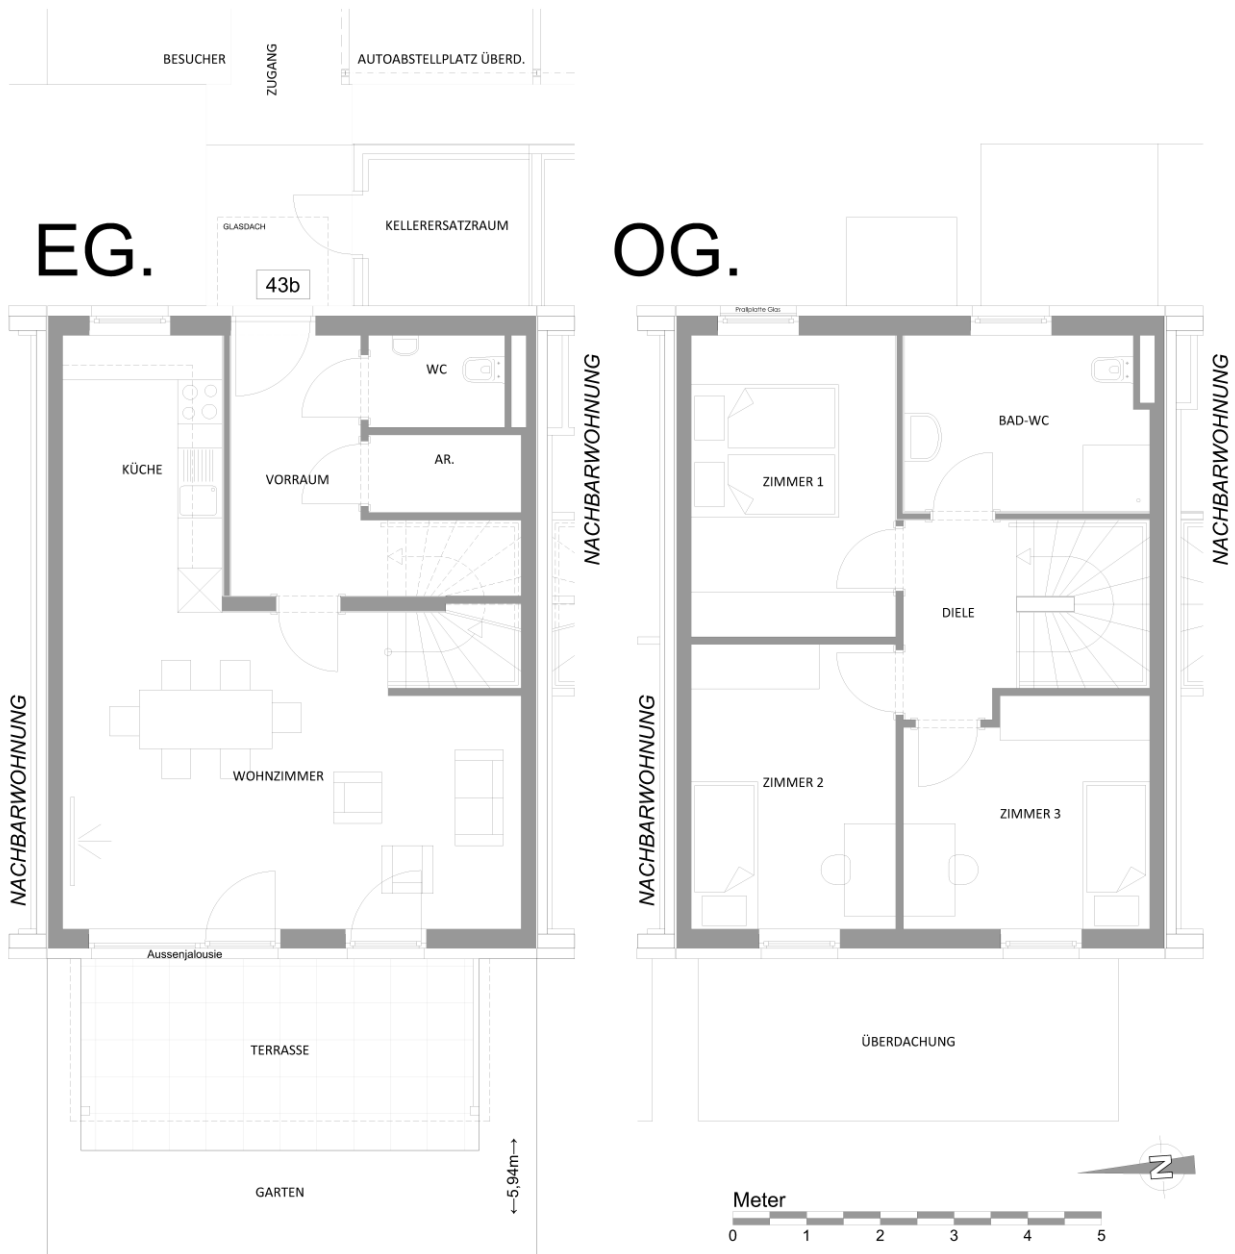 BESUCHER
ZUGANG
AUTOABSTELLPLATZ ÜBERD.
EG.
GLASDACH
KELLERERSATZRAUM
43b
OG.
Prallplatte Glas
WC
KÜCHE
VORRAUM
AR.
NACHBARWOHNUNG
NACHBARWOHNUNG
WOHNZIMMER
Aussenjalousie
TERRASSE
GARTEN
←5,94m→
ZIMMER 1
BAD-WC
NACHBARWOHNUNG
DIELE
NACHBARWOHNUNG
ZIMMER 2
ZIMMER 3
ÜBERDACHUNG
N
Meter
0 1 2 3 4 5